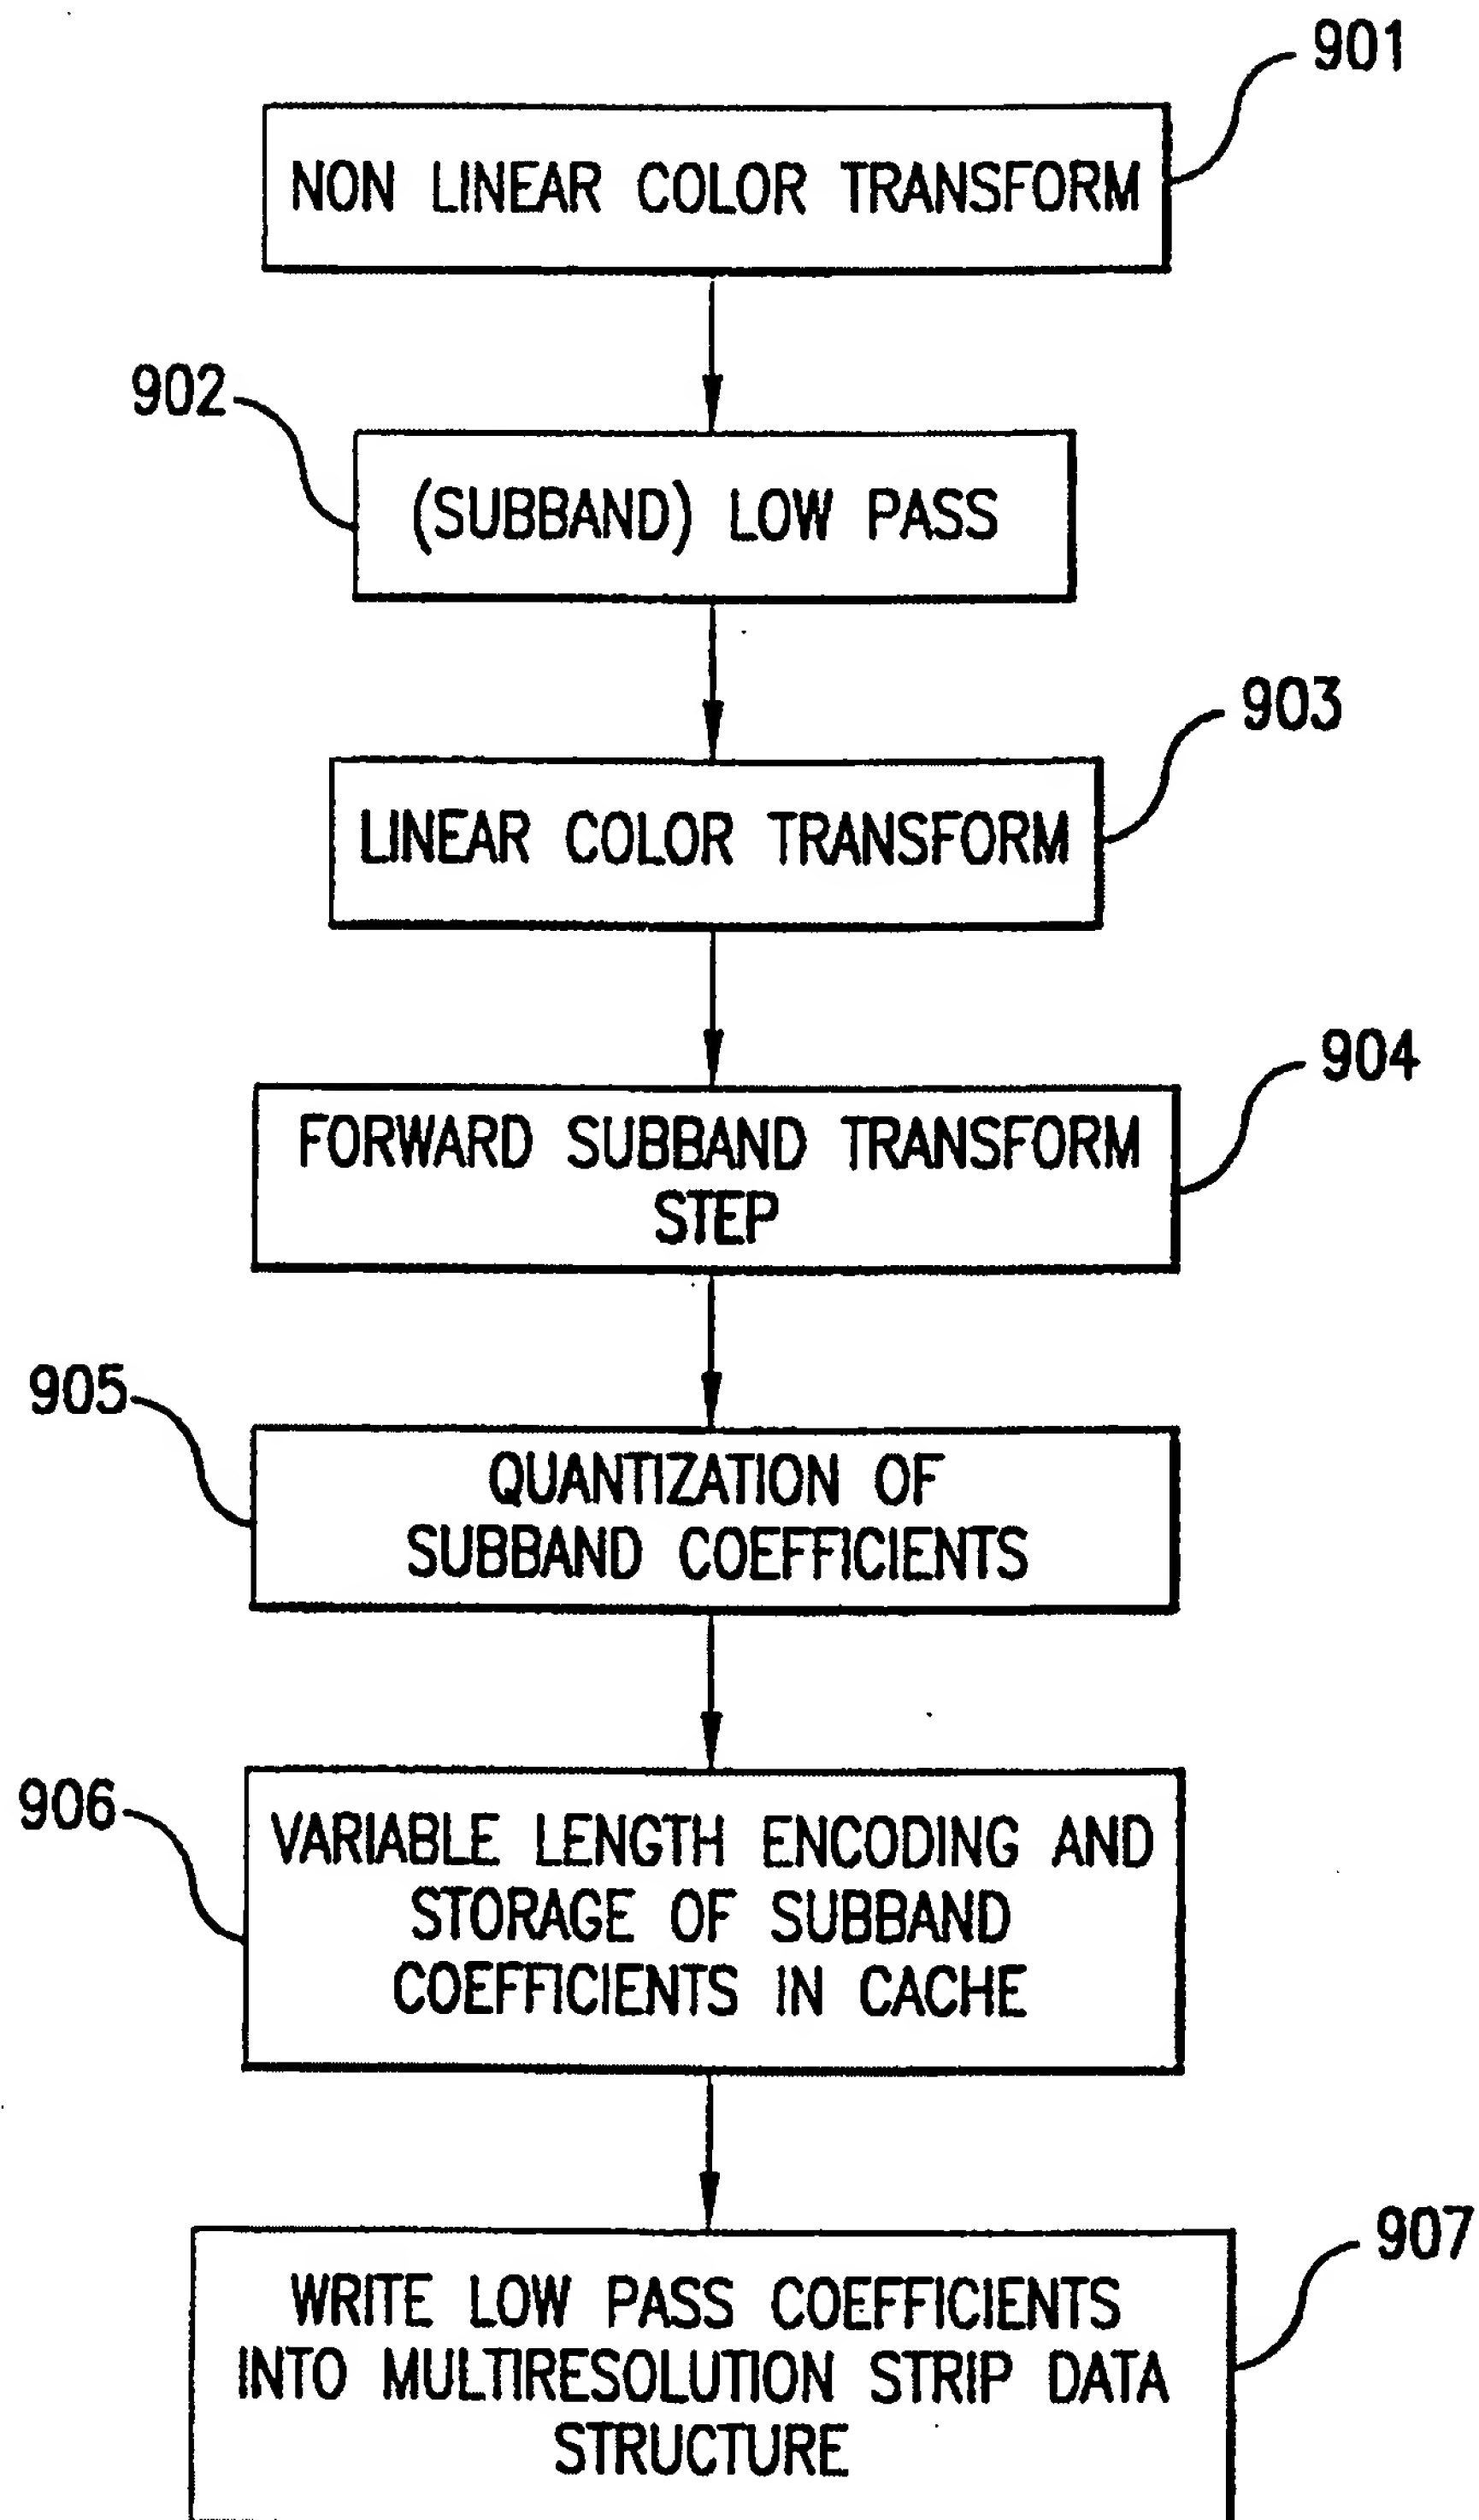 901
NON LINEAR COLOR TRANSFORM
902
(SUBBAND) LOW PASS
903
LINEAR COLOR TRANSFORM
904
FORWARD SUBBAND TRANSFORM
STEP
905
QUANTIZATION OF
SUBBAND COEFFICIENTS
906
VARIABLE LENGTH ENCODING AND
STORAGE OF SUBBAND
COEFFICIENTS IN CACHE
907
WRITE LOW PASS COEFFICIENTS
INTO MULTIRESOLUTION STRIP DATA
STRUCTURE